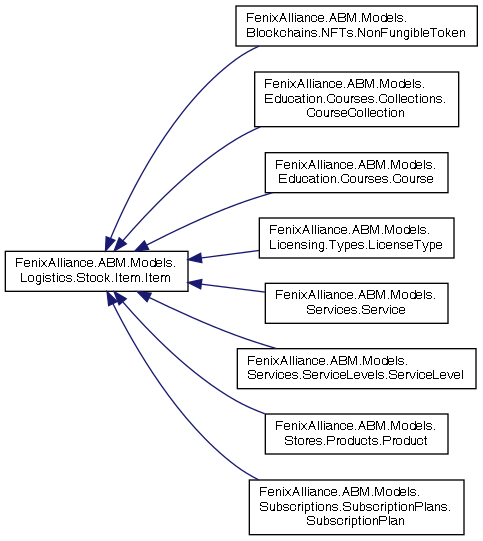 FenixAlliance.ABM.Models.
Blockchains.NFTs.NonFungibleToken
FenixAlliance.ABM.Models.
Education.Courses.Collections.
CourseCollection
FenixAlliance.ABM.Models.
Education.Courses.Course
FenixAlliance.ABM.Models.
Licensing.Types.LicenseType
FenixAlliance.ABM.Models.
Logistics.Stock.Item.Item
FenixAlliance.ABM.Models.
Services.Service
FenixAlliance.ABM.Models.
Services.ServiceLevels.ServiceLevel
FenixAlliance.ABM.Models.
Stores.Products.Product
FenixAlliance.ABM.Models.
Subscriptions.SubscriptionPlans.
SubscriptionPlan